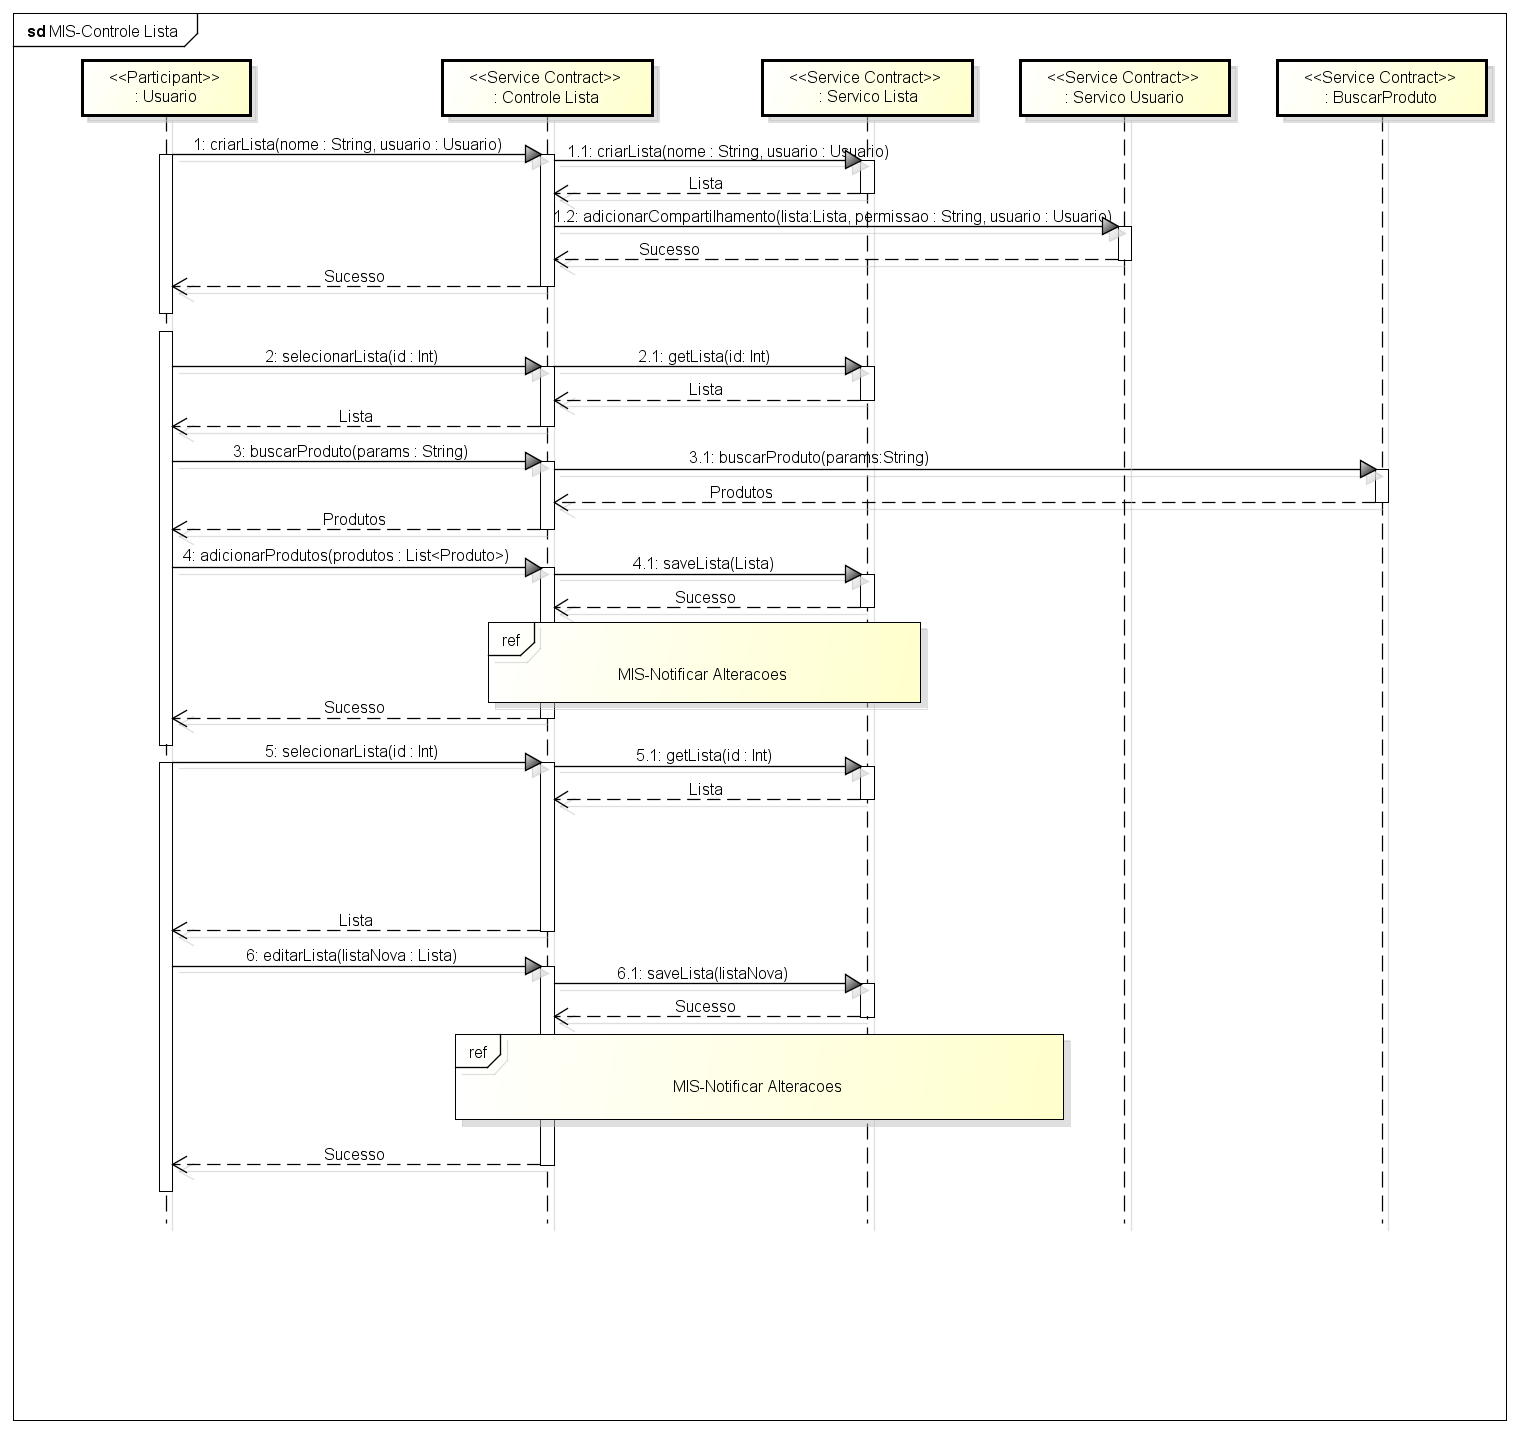 sd MIS-Controle Lista
<<Participant>>
: Usuario
<<Service Contract>>
: Controle Lista
<<Service Contract>>
: Servico Lista
<<Service Contract>>
: Servico Usuario
<<Service Contract>>
: BuscarProduto
1: criarLista(nome : String, usuario : Usuario)
1.1: criarLista(nome : String, usuario : Usuario)
Lista
1.2: adicionarCompartilhamento(lista:Lista, permissao : String, usuario : Usuario)
Sucesso
Sucesso
2: selecionarLista(id : Int)
2.1: getLista(id: Int)
Lista
Lista
3: buscarProduto(params : String)
3.1: buscarProduto(params:String)
Produtos
Produtos
4: adicionarProdutos(produtos : List<Produto>)
4.1: saveLista(Lista)
Sucesso
ref
MIS-Notificar Alteracoes
Sucesso
5: selecionarLista(id : Int)
5.1: getLista(id : Int)
Lista
Lista
6: editarLista(listaNova : Lista)
6.1: saveLista(listaNova)
Sucesso
ref
MIS-Notificar Alteracoes
Sucesso